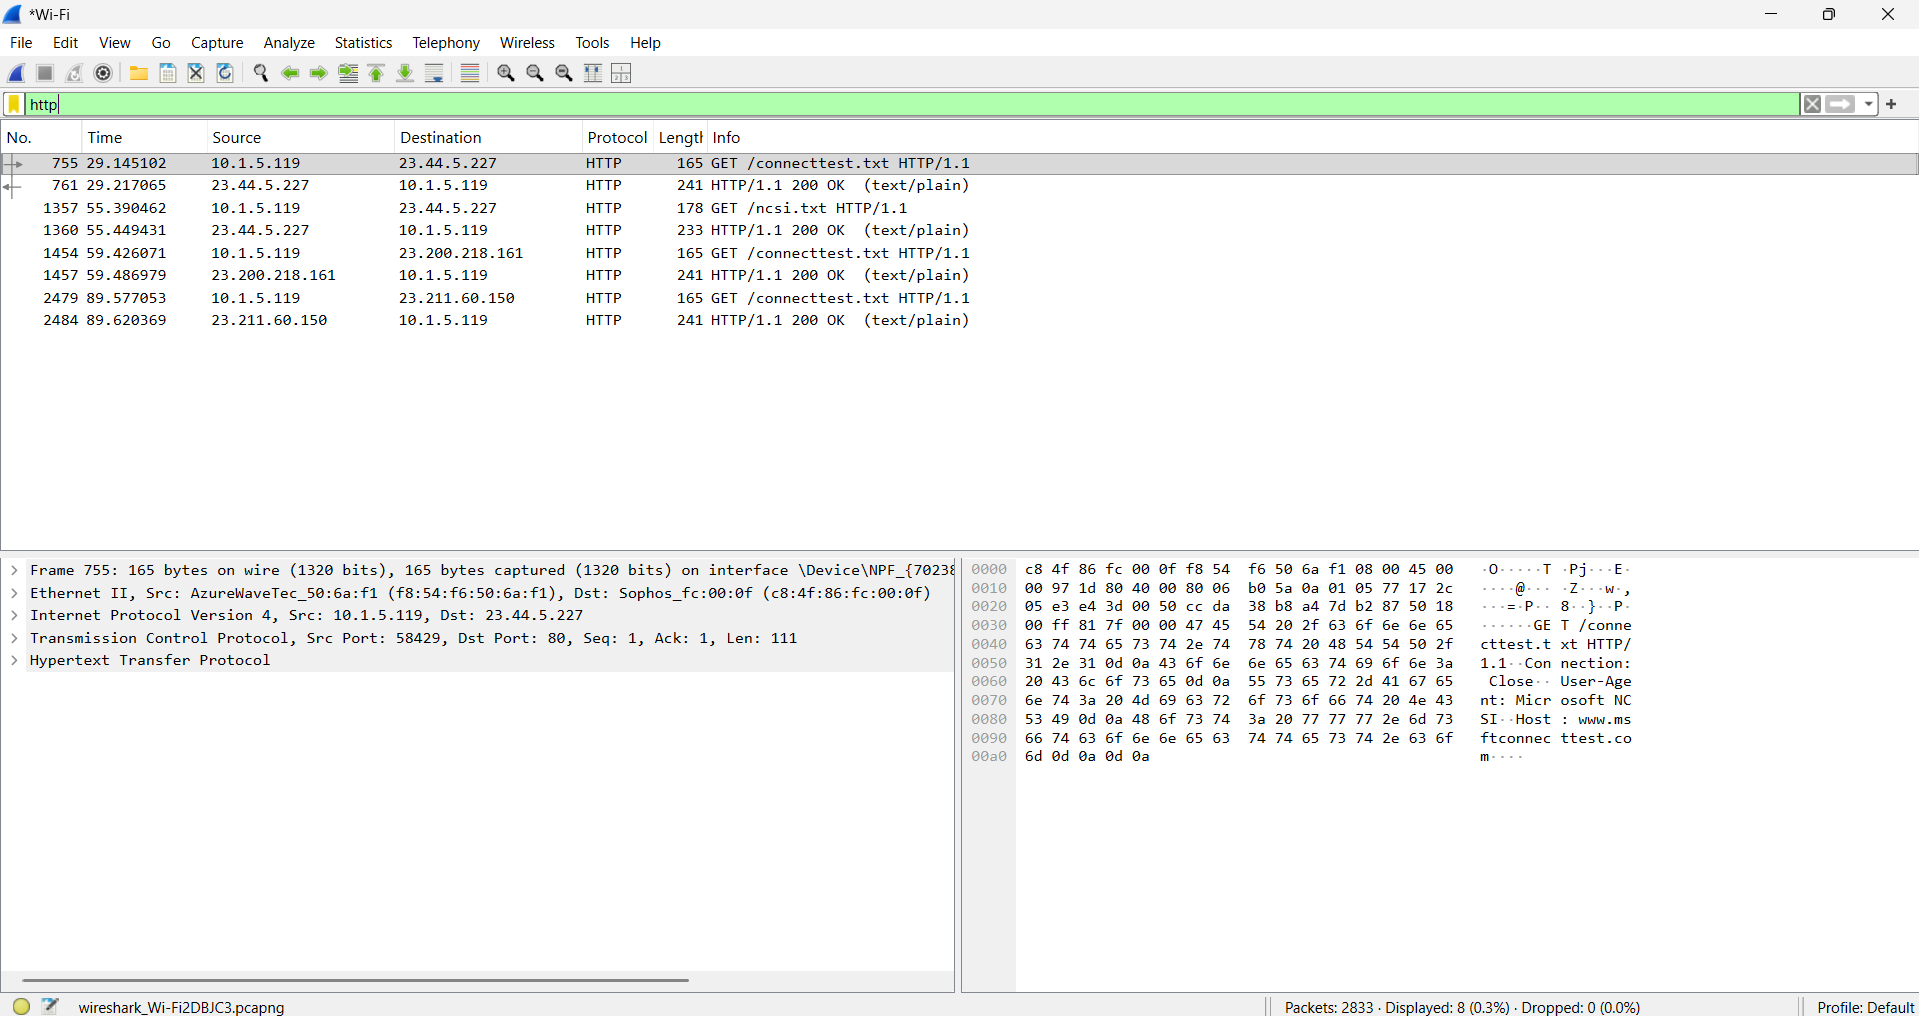 *Wi-Fi
File Edit View Go Capture Analyze Statistics Telephony Wireless Tools Help
http
No. Time Source Destination Protocol Length Info
755 29.145102 10.1.5.119 23.44.5.227 HTTP 165 GET /connecttest.txt HTTP/1.1
761 29.217065 23.44.5.227 10.1.5.119 HTTP 241 HTTP/1.1 200 OK (text/plain)
1357 55.390462 10.1.5.119 23.44.5.227 HTTP 178 GET /ncsi.txt HTTP/1.1
1360 55.449431 23.44.5.227 10.1.5.119 HTTP 233 HTTP/1.1 200 OK (text/plain)
1454 59.426071 10.1.5.119 23.200.218.161 HTTP 165 GET /connecttest.txt HTTP/1.1
1457 59.486979 23.200.218.161 10.1.5.119 HTTP 241 HTTP/1.1 200 OK (text/plain)
2479 89.577053 10.1.5.119 23.211.60.150 HTTP 165 GET /connecttest.txt HTTP/1.1
2484 89.620369 23.211.60.150 10.1.5.119 HTTP 241 HTTP/1.1 200 OK (text/plain)
Frame 755: 165 bytes on wire (1320 bits), 165 bytes captured (1320 bits) on interface \Device\NPF_{70238
Ethernet II, Src: AzureWaveTec_50:6a:f1 (f8:54:f6:50:6a:f1), Dst: Sophos_fc:00:0f (c8:4f:86:fc:00:0f)
Internet Protocol Version 4, Src: 10.1.5.119, Dst: 23.44.5.227
Transmission Control Protocol, Src Port: 58429, Dst Port: 80, Seq: 1, Ack: 1, Len: 111
Hypertext Transfer Protocol
0000 c8 4f 86 fc 00 0f f8 54 f6 50 6a f1 08 00 45 00 ·O·····T ·Pj···E·
0010 00 97 1d 80 40 00 80 06 b0 5a 0a 01 05 77 17 2c ····@··· ·Z···w·,
0020 05 e3 e4 3d 00 50 cc da 38 b8 a4 7d b2 87 50 18 ···=·P·· 8··}··P·
0030 00 ff 81 7f 00 00 47 45 54 20 2f 63 6f 6e 6e 65 ······GE T /conne
0040 63 74 74 65 73 74 2e 74 78 74 20 48 54 54 50 2f cttest.t xt HTTP/
0050 31 2e 31 0d 0a 43 6f 6e 6e 65 63 74 69 6f 6e 3a 1.1··Con nection:
0060 20 43 6c 6f 73 65 0d 0a 55 73 65 72 2d 41 67 65 Close·· User-Age
0070 6e 74 3a 20 4d 69 63 72 6f 73 6f 66 74 20 4e 43 nt: Micr osoft NC
0080 53 49 0d 0a 48 6f 73 74 3a 20 77 77 77 2e 6d 73 SI··Host : www.ms
0090 66 74 63 6f 6e 6e 65 63 74 74 65 73 74 2e 63 6f ftconnec ttest.co
00a0 6d 0d 0a 0d 0a m····
wireshark_Wi-Fi2DBJC3.pcapng
Packets: 2833 · Displayed: 8 (0.3%) · Dropped: 0 (0.0%)
Profile: Default